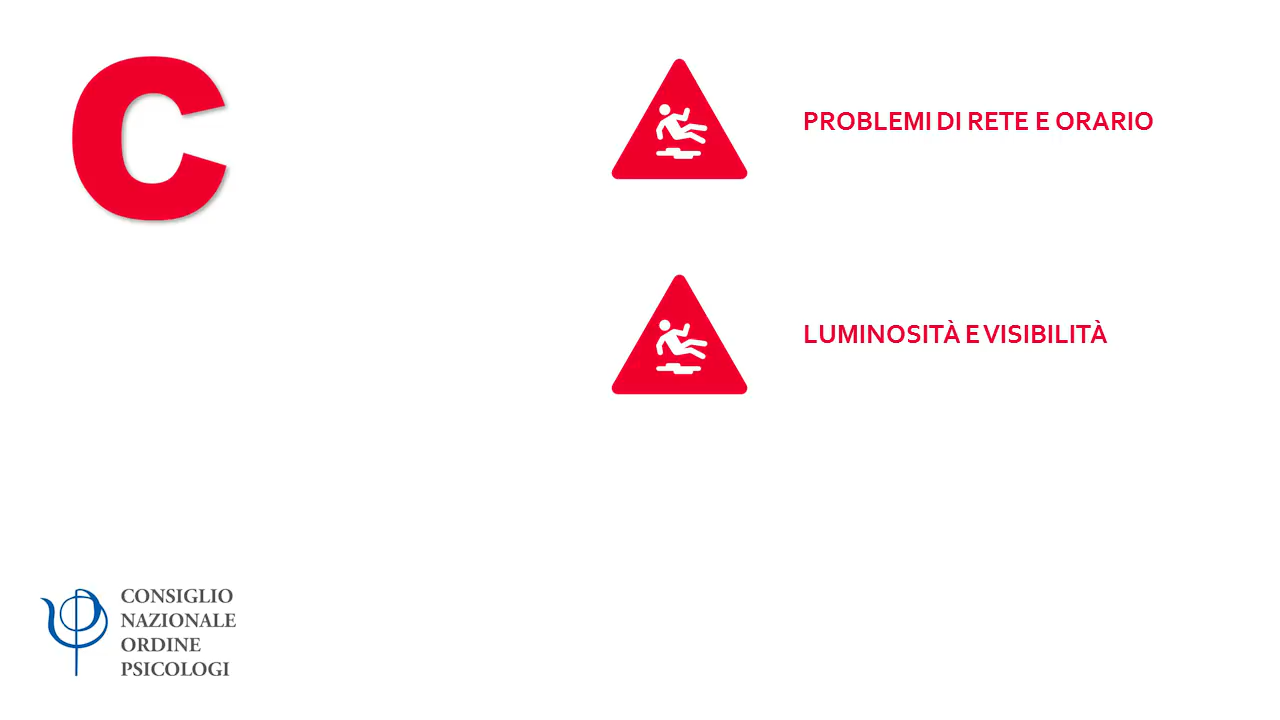 C
PROBLEMI DI RETE E ORARIO
LUMINOSITÀ E VISIBILITÀ
CONSIGLIO
NAZIONALE
ORDINE
PSICOLOGI